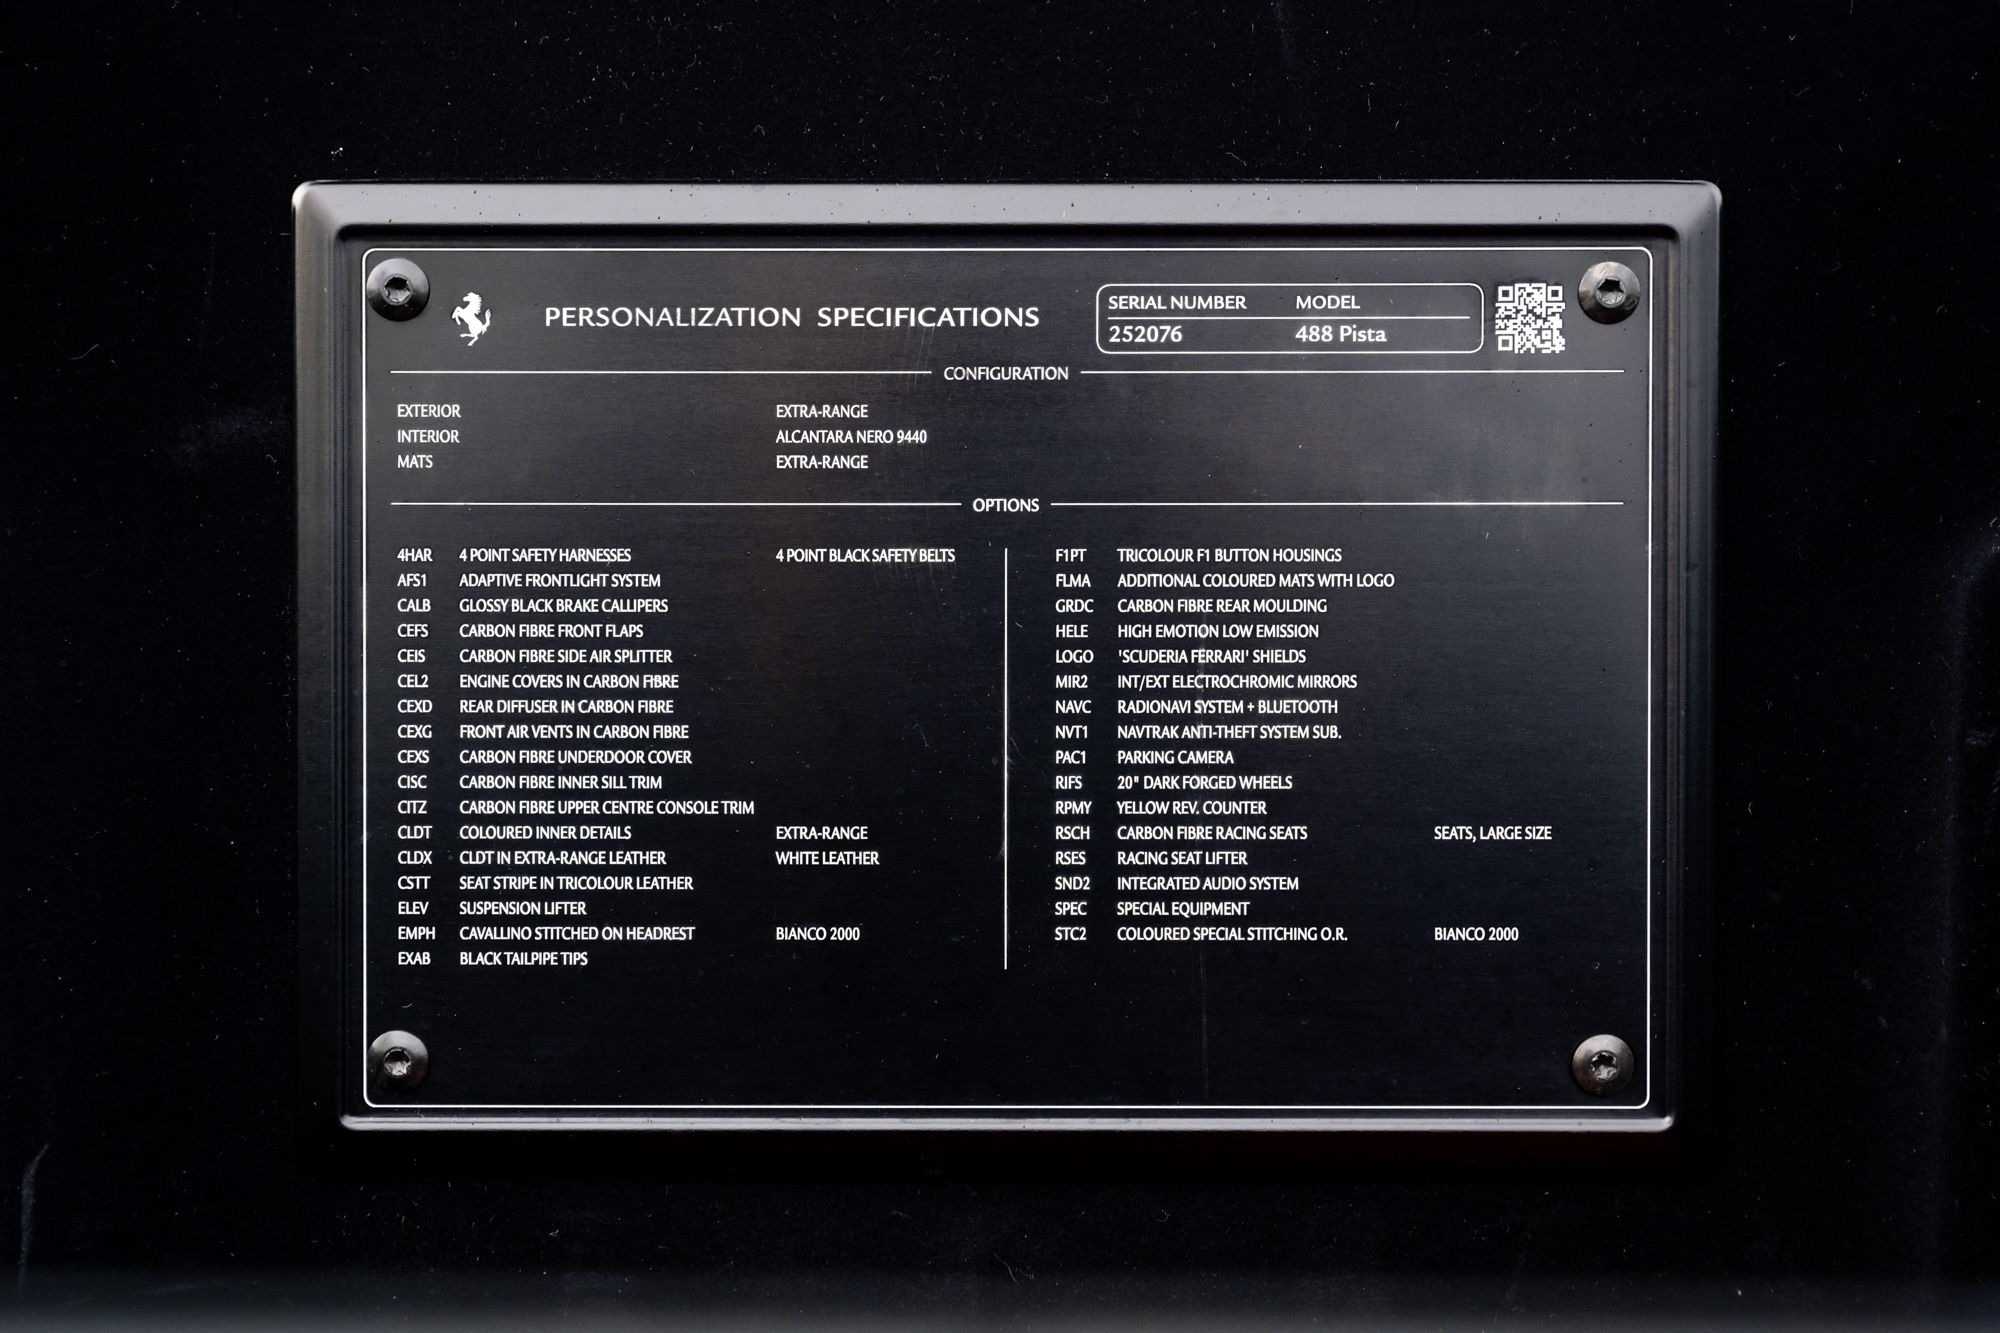 PERSONALIZATION SPECIFICATIONS
SERIAL NUMBER MODEL
252076 488 Pista
CONFIGURATION
EXTERIOR EXTRA-RANGE
INTERIOR ALCANTARA NERO 9440
MATS EXTRA-RANGE
OPTIONS
4HAR 4 POINT SAFETY HARNESSES 4 POINT BLACK SAFETY BELTS
AFS1 ADAPTIVE FRONTLIGHT SYSTEM
CALB GLOSSY BLACK BRAKE CALLIPERS
CEFS CARBON FIBRE FRONT FLAPS
CEIS CARBON FIBRE SIDE AIR SPLITTER
CEL2 ENGINE COVERS IN CARBON FIBRE
CEXD REAR DIFFUSER IN CARBON FIBRE
CEXG FRONT AIR VENTS IN CARBON FIBRE
CEXS CARBON FIBRE UNDERDOOR COVER
CISC CARBON FIBRE INNER SILL TRIM
CITZ CARBON FIBRE UPPER CENTRE CONSOLE TRIM
CLDT COLOURED INNER DETAILS EXTRA-RANGE
CLDX CLDT IN EXTRA-RANGE LEATHER WHITE LEATHER
CSTT SEAT STRIPE IN TRICOLOUR LEATHER
ELEV SUSPENSION LIFTER
EMPH CAVALLINO STITCHED ON HEADREST BIANCO 2000
EXAB BLACK TAILPIPE TIPS
F1PT TRICOLOUR F1 BUTTON HOUSINGS
FLMA ADDITIONAL COLOURED MATS WITH LOGO
GRDC CARBON FIBRE REAR MOULDING
HELE HIGH EMOTION LOW EMISSION
LOGO 'SCUDERIA FERRARI' SHIELDS
MIR2 INT/EXT ELECTROCHROMIC MIRRORS
NAVC RADIONAVI SYSTEM + BLUETOOTH
NVT1 NAVTRAK ANTI-THEFT SYSTEM SUB.
PAC1 PARKING CAMERA
RIFS 20" DARK FORGED WHEELS
RPMY YELLOW REV. COUNTER
RSCH CARBON FIBRE RACING SEATS SEATS, LARGE SIZE
RSES RACING SEAT LIFTER
SND2 INTEGRATED AUDIO SYSTEM
SPEC SPECIAL EQUIPMENT
STC2 COLOURED SPECIAL STITCHING O.R. BIANCO 2000